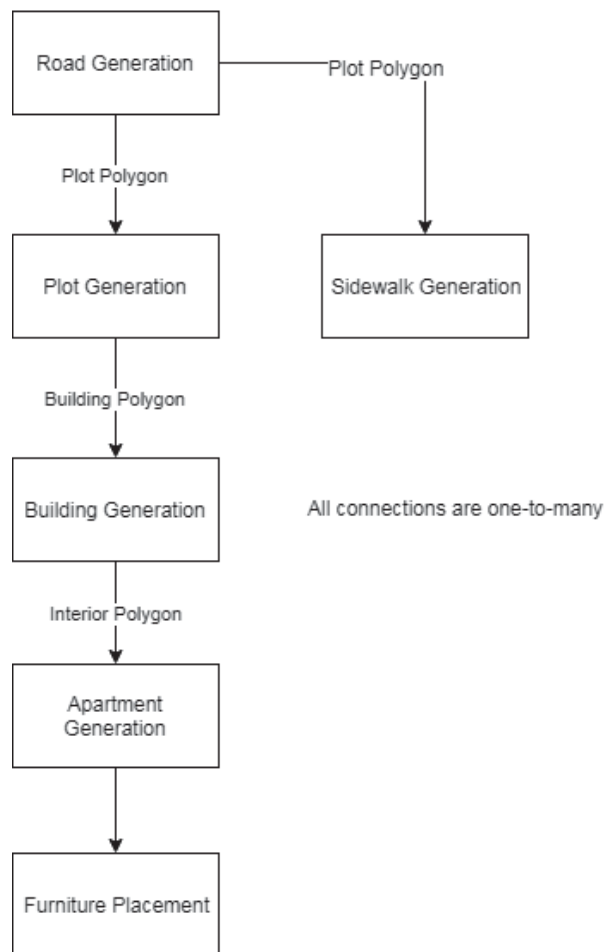 Road Generation
Plot Polygon
Plot Polygon
Plot Generation
Sidewalk Generation
Building Polygon
Building Generation
All connections are one-to-many
Interior Polygon
Apartment
Generation
Furniture Placement